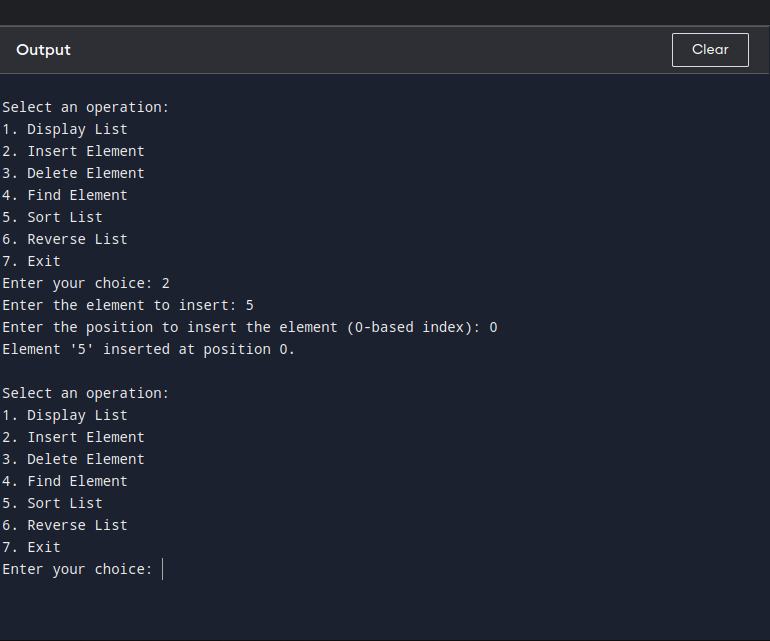 Output
Clear
Select an operation:
1. Display List
2. Insert Element
3. Delete Element
4. Find Element
5. Sort List
6. Reverse List
7. Exit
Enter your choice: 2
Enter the element to insert: 5
Enter the position to insert the element (0-based index): 0
Element '5' inserted at position 0.
Select an operation:
1. Display List
2. Insert Element
3. Delete Element
4. Find Element
5. Sort List
6. Reverse List
7. Exit
Enter your choice: